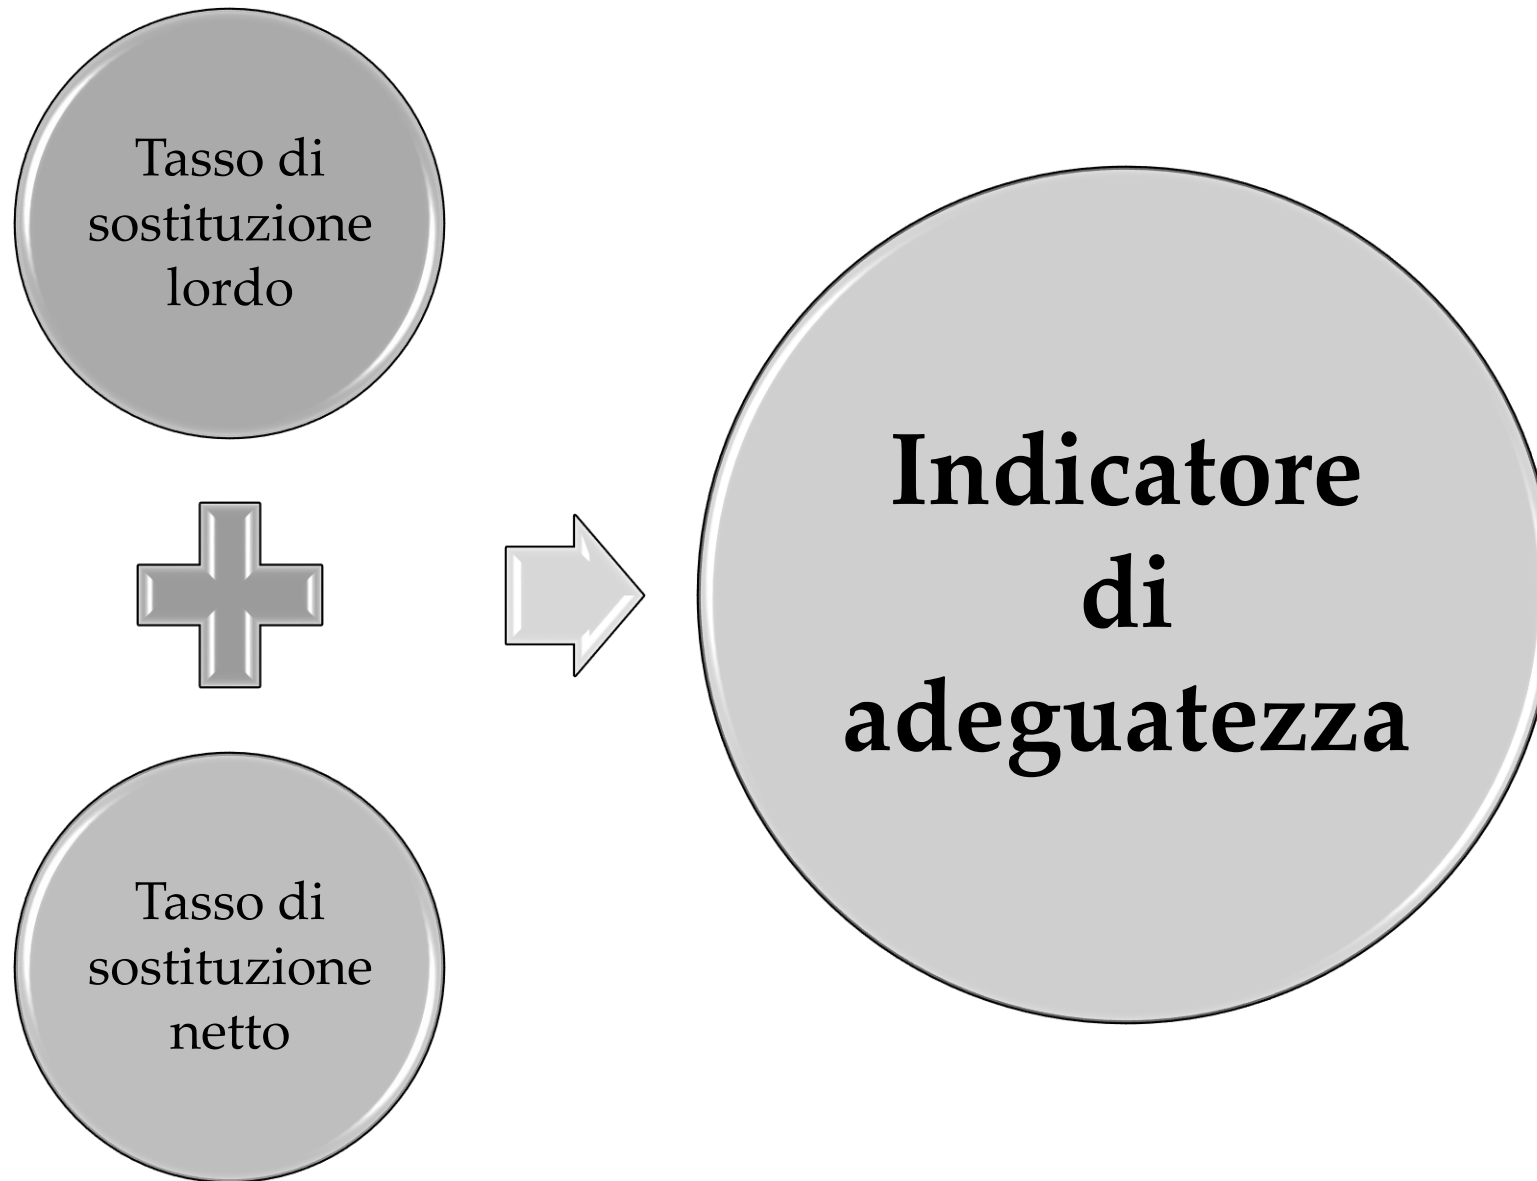 Tasso di
sostituzione
lordo
Tasso di
sostituzione
netto
Indicatore
di
adeguatezza